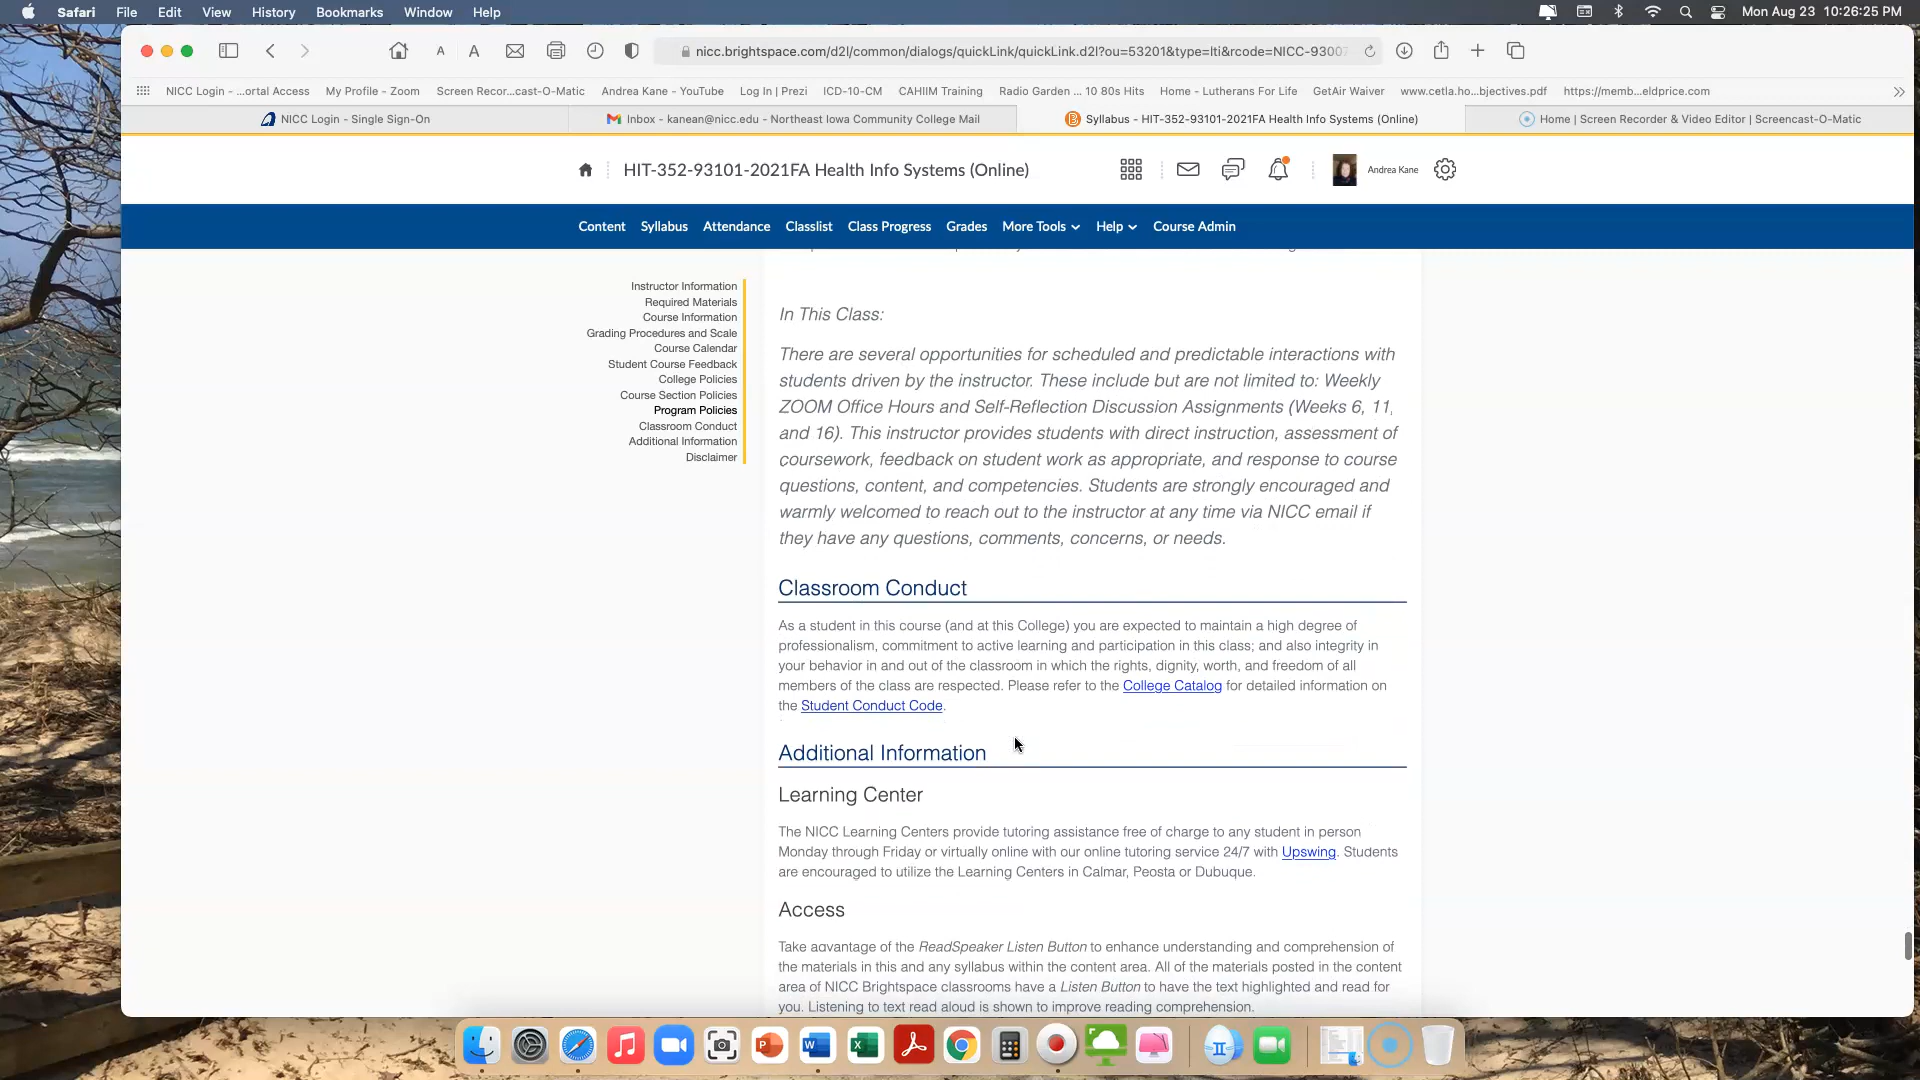 Safari File Edit View History Bookmarks Window Help Mon Aug 23 10:26:25 PM
A A nicc.brightspace.com/d2l/common/dialogs/quickLink/quickLink.d2l?ou=53201&type=lti&rcode=NICC-9300
NICC Login - ...ortal Access My Profile - Zoom Screen Recor...cast-O-Matic Andrea Kane - YouTube Log In | Prezi ICD-10-CM CAHIIM Training Radio Garden ... 10 80s Hits Home - Lutherans For Life GetAir Waiver www.cetla.ho...bjectives.pdf https://memb...eldprice.com
NICC Login - Single Sign-On Inbox - kanean@nicc.edu - Northeast Iowa Community College Mail Syllabus - HIT-352-93101-2021FA Health Info Systems (Online) Home | Screen Recorder & Video Editor | Screencast-O-Matic
HIT-352-93101-2021FA Health Info Systems (Online) Andrea Kane
Content Syllabus Attendance Classlist Class Progress Grades More Tools Help Course Admin
Instructor Information
Required Materials
Course Information
Grading Procedures and Scale
Course Calendar
Student Course Feedback
College Policies
Course Section Policies
Program Policies
Classroom Conduct
Additional Information
Disclaimer
In This Class:
There are several opportunities for scheduled and predictable interactions with
students driven by the instructor. These include but are not limited to: Weekly
ZOOM Office Hours and Self-Reflection Discussion Assignments (Weeks 6, 11,
and 16). This instructor provides students with direct instruction, assessment of
coursework, feedback on student work as appropriate, and response to course
questions, content, and competencies. Students are strongly encouraged and
warmly welcomed to reach out to the instructor at any time via NICC email if
they have any questions, comments, concerns, or needs.
Classroom Conduct
As a student in this course (and at this College) you are expected to maintain a high degree of
professionalism, commitment to active learning and participation in this class; and also integrity in
your behavior in and out of the classroom in which the rights, dignity, worth, and freedom of all
members of the class are respected. Please refer to the College Catalog for detailed information on
the Student Conduct Code.
Additional Information
Learning Center
The NICC Learning Centers provide tutoring assistance free of charge to any student in person
Monday through Friday or virtually online with our online tutoring service 24/7 with Upswing. Students
are encouraged to utilize the Learning Centers in Calmar, Peosta or Dubuque.
Access
Take advantage of the ReadSpeaker Listen Button to enhance understanding and comprehension of
the materials in this and any syllabus within the content area. All of the materials posted in the content
area of NICC Brightspace classrooms have a Listen Button to have the text highlighted and read for
you. Listening to text read aloud is shown to improve reading comprehension.